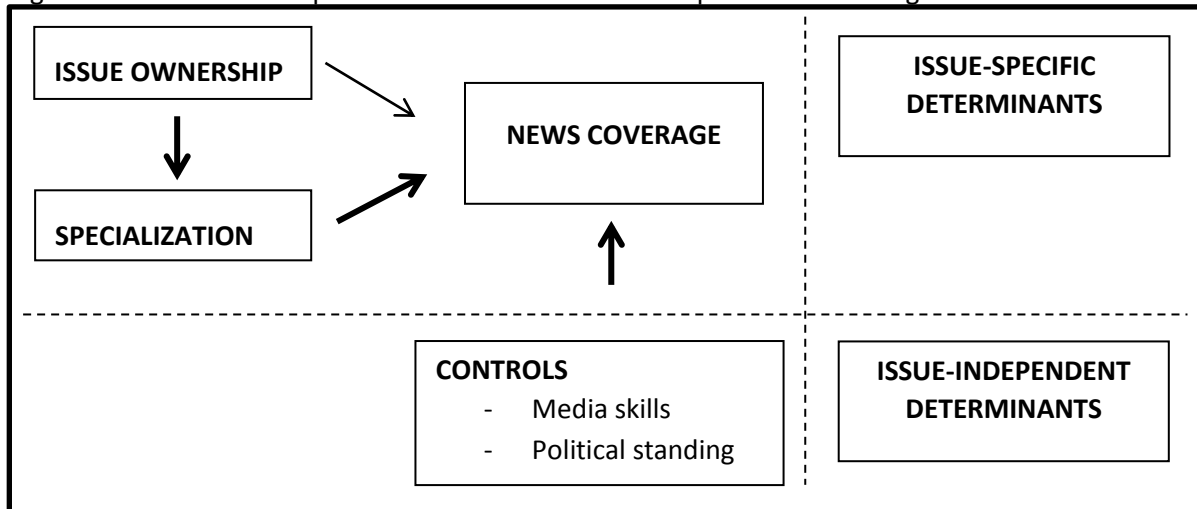 ISSUE OWNERSHIP
SPECIALIZATION
NEWS COVERAGE
ISSUE-SPECIFIC
DETERMINANTS
CONTROLS
- Media skills
- Political standing
ISSUE-INDEPENDENT
DETERMINANTS